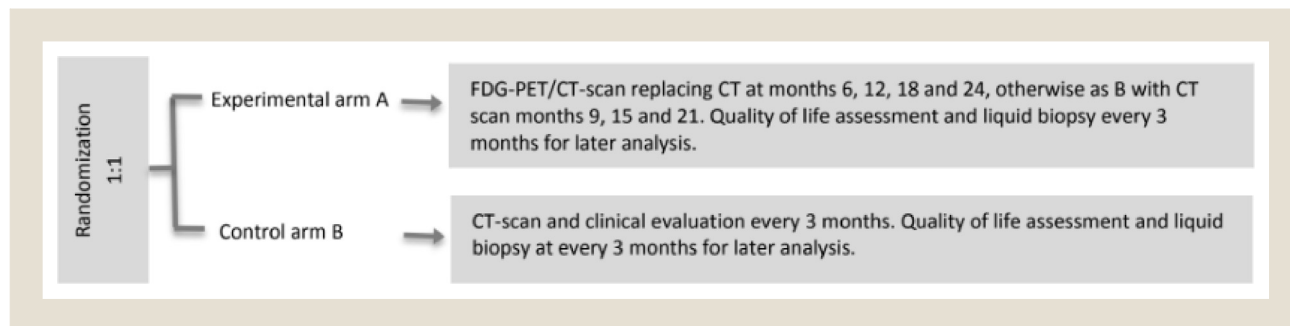 Randomization
1:1
Experimental arm A
FDG-PET/CT-scan replacing CT at months 6, 12, 18 and 24, otherwise as B with CT
scan months 9, 15 and 21. Quality of life assessment and liquid biopsy every 3
months for later analysis.
Control arm B
CT-scan and clinical evaluation every 3 months. Quality of life assessment and liquid
biopsy at every 3 months for later analysis.